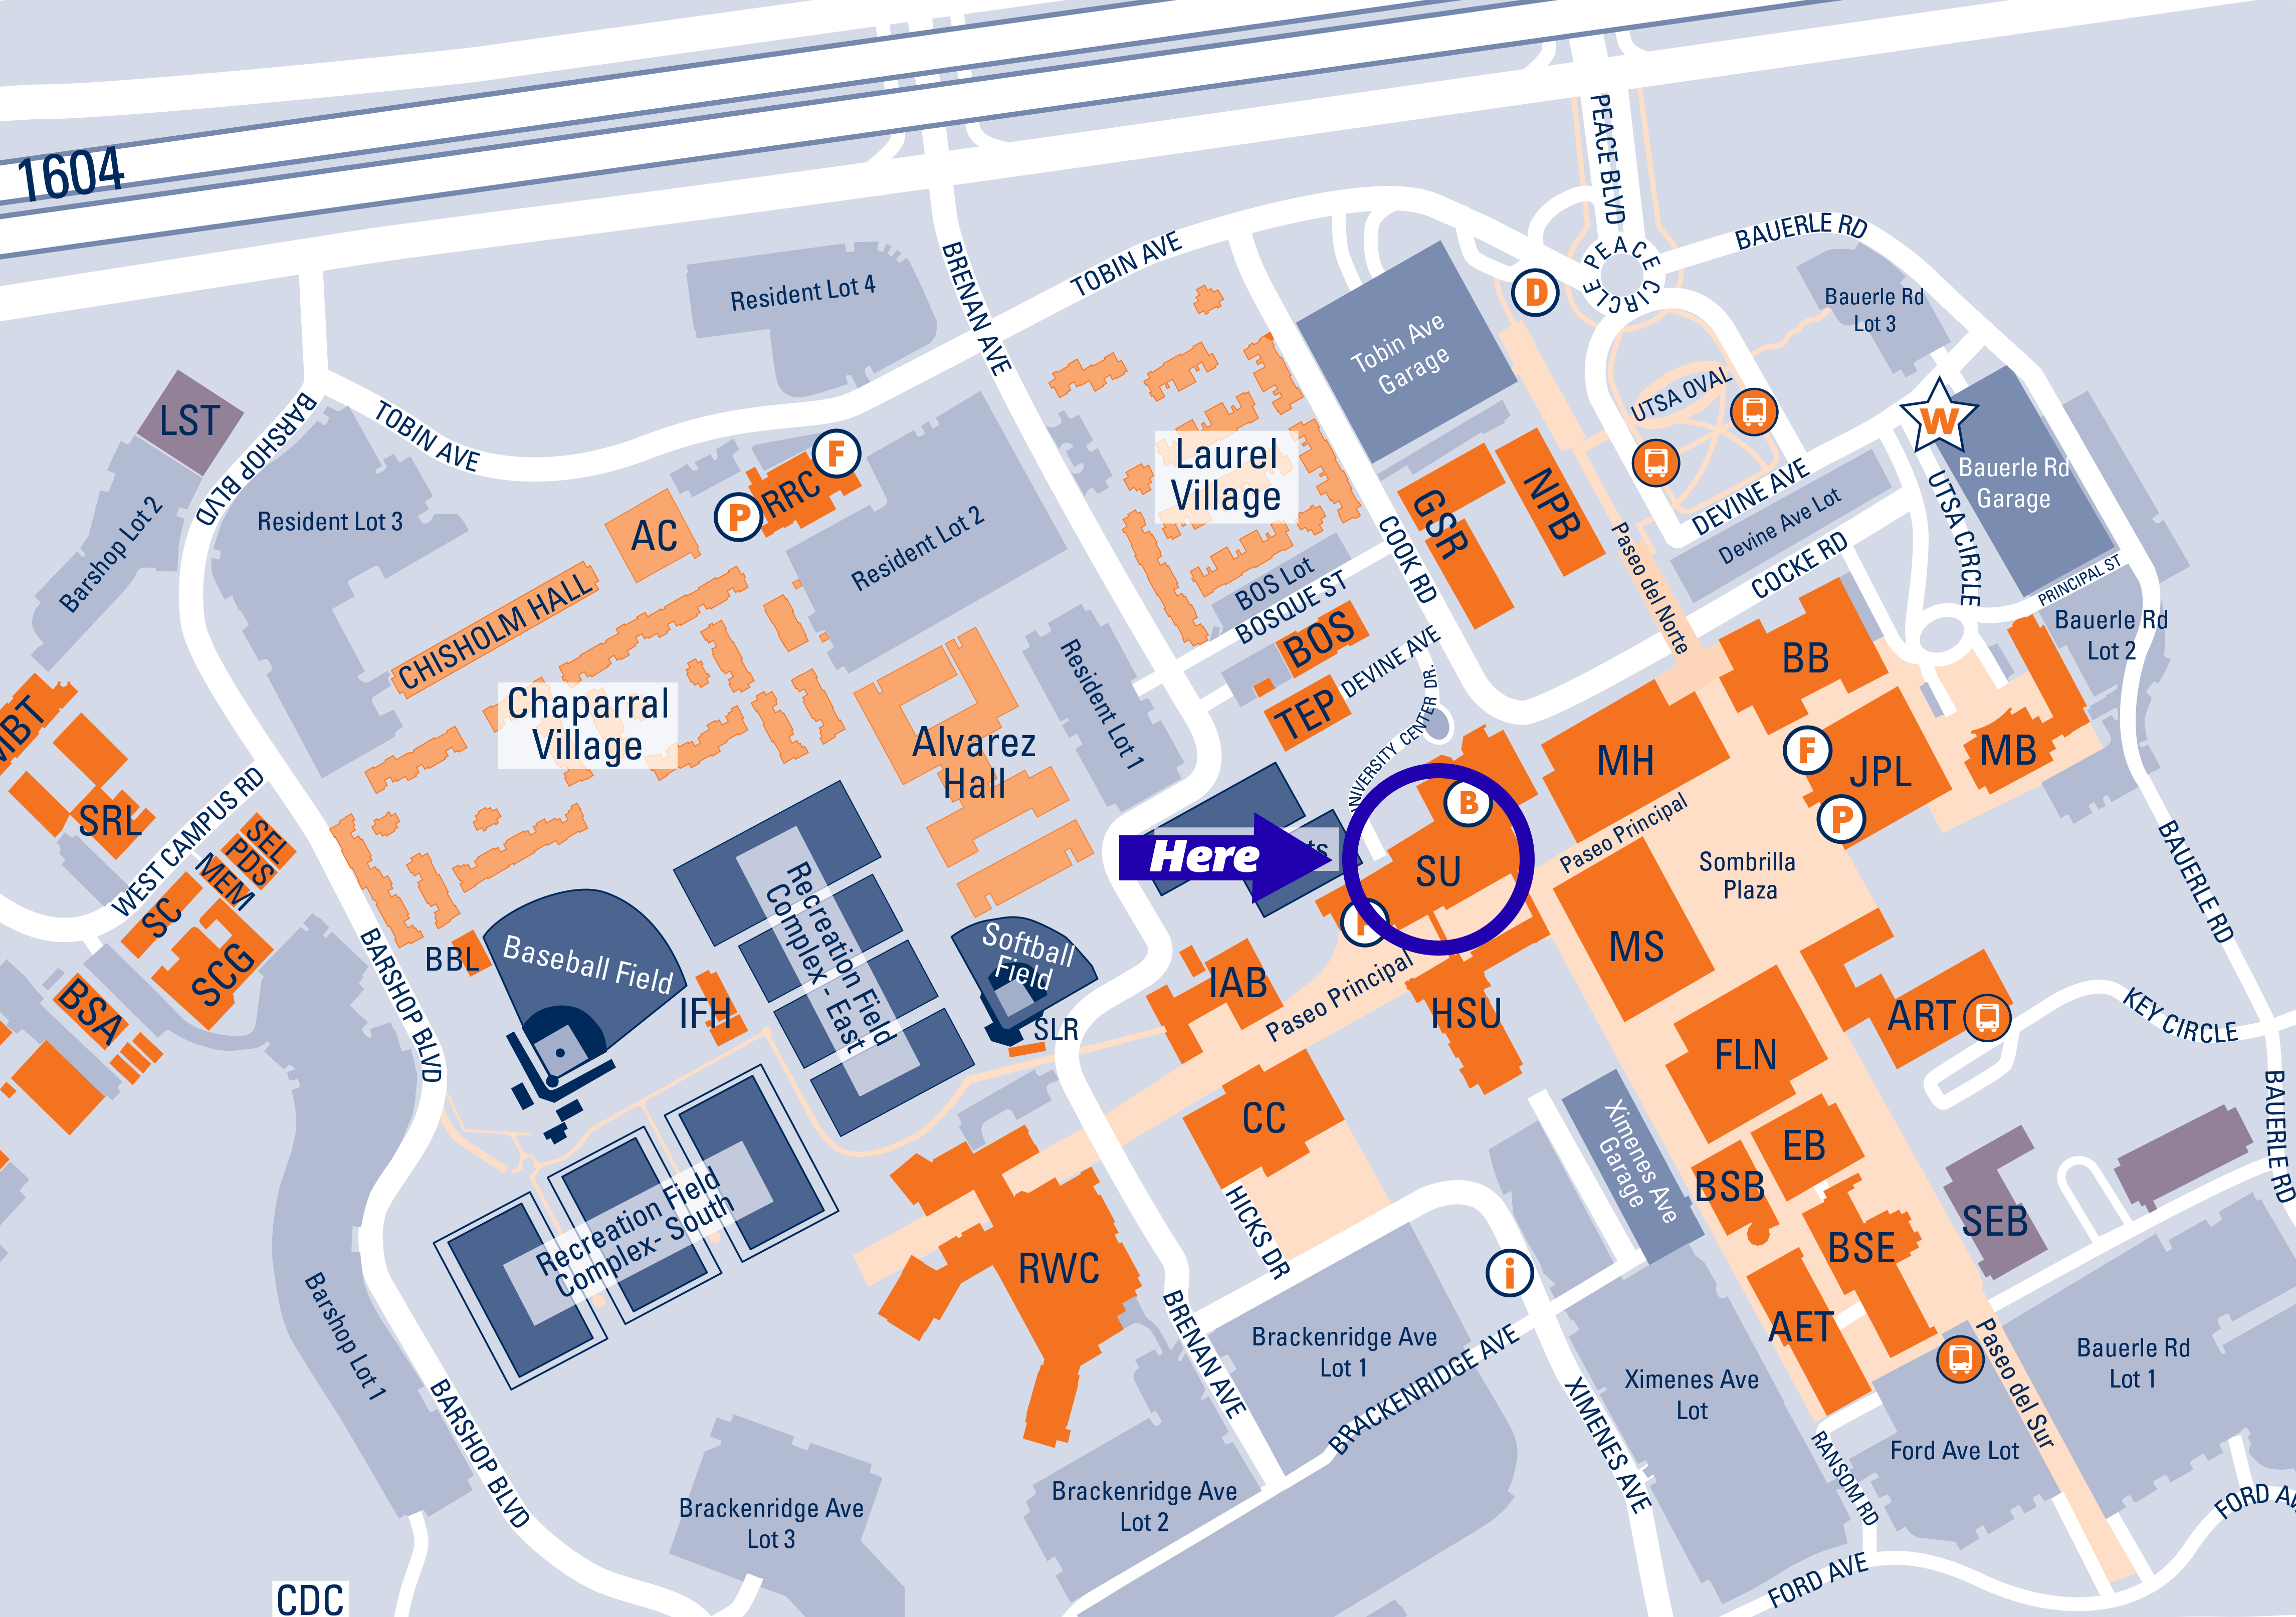 1604
PEACE BLVD
PEACE CIRCLE
BAUERLE RD
BRENAN AVE
TOBIN AVE
Resident Lot 4
D
Bauerle Rd
Lot 3
Tobin Ave
Garage
LST
BARSHOP BLVD
TOBIN AVE
UTSA OVAL
W
F
Laurel
Village
Bauerle Rd
Garage
P
RRC
AC
Resident Lot 3
Barshop Lot 2
Resident Lot 2
GSR
NPB
DEVINE AVE
Devine Ave Lot
UTSA CIRCLE
COOK RD
Paseo del Norte
COCKE RD
PRINCIPAL ST
BOS Lot
BOSQUE ST
BOS
CHISHOLM HALL
DEVINE AVE
Bauerle Rd
Lot 2
BB
Chaparral
Village
Resident Lot 1
TEP
UNIVERSITY CENTER DR.
Alvarez
Hall
MH
F
JPL
MB
SRL
WEST CAMPUS RD
B
P
SEL
PDS
MEM
SC
SCG
Here
SU
Paseo Principal
Sombrilla
Plaza
BAUERLE RD
BARSHOP BLVD
BBL
Baseball Field
Recreation Field
Complex - East
Softball
Field
IAB
MS
BSA
IFH
SLR
Paseo Principal
HSU
ART
KEY CIRCLE
FLN
CC
Ximenes Ave
Garage
EB
BSB
BAUERLE RD
Recreation Field
Complex- South
HICKS DR
SEB
BSE
RWC
i
AET
Barshop Lot 1
BRENAN AVE
Brackenridge Ave
Lot 1
BRACKENRIDGE AVE
XIMENES AVE
Ximenes Ave
Lot
Paseo del Sur
Bauerle Rd
Lot 1
BARSHOP BLVD
RANSOM RD
Ford Ave Lot
Brackenridge Ave
Lot 3
Brackenridge Ave
Lot 2
FORD AVE
CDC